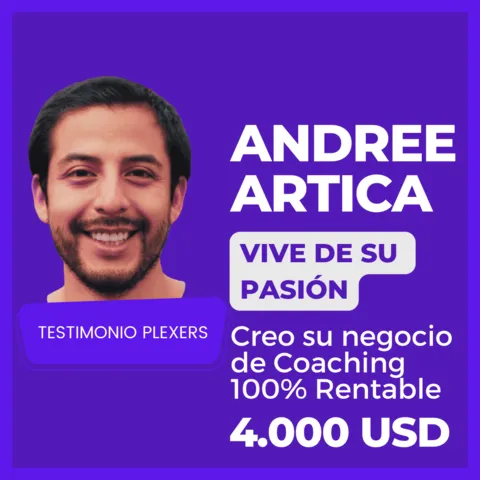 ANDREE
ARTICA
VIVE DE SU
PASIÓN
TESTIMONIO PLEXERS
Creo su negocio
de Coaching
100% Rentable
4.000 USD